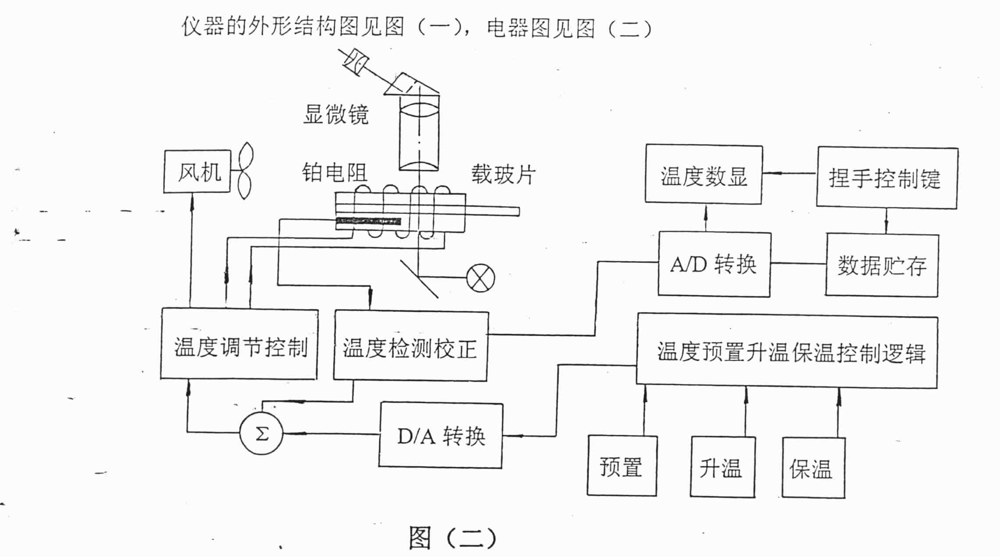 仪器的外形结构图见图（一），电器图见图（二）
显微镜
风机
铂电阻
载玻片
温度数显
捏手控制键
A/D 转换
数据贮存
温度调节控制
温度检测校正
温度预置升温保温控制逻辑
Σ
D/A 转换
预置
升温
保温
图（二）